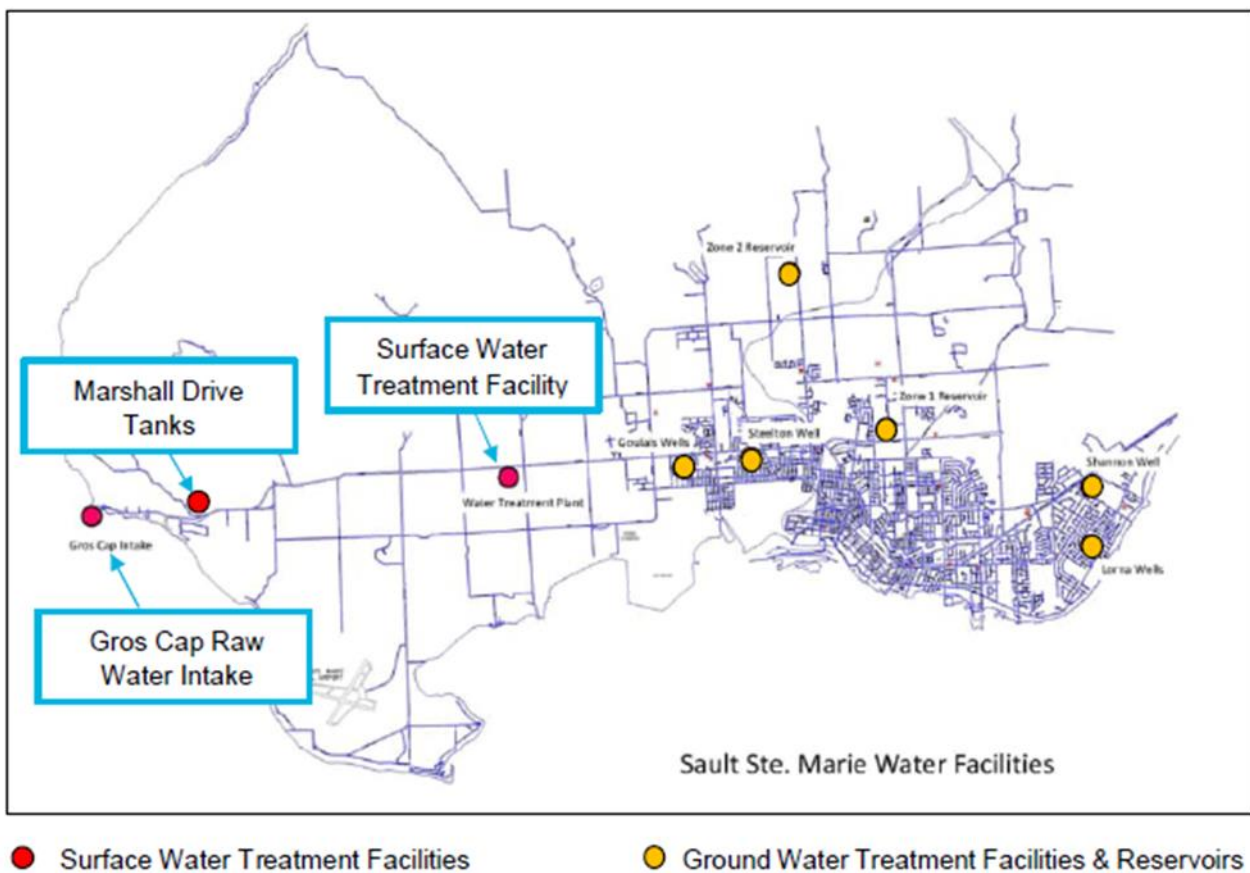 Zone 2 Reservoir
Surface Water
Treatment Facility
Marshall Drive
Tanks
Zone 1 Reservoir
Goulais Wells
Steelton Well
Shannon Well
Water Treatment Plant
Gros Cap Intake
Lorna Wells
Gros Cap Raw
Water Intake
Sault Ste. Marie Water Facilities
Surface Water Treatment Facilities
Ground Water Treatment Facilities & Reservoirs